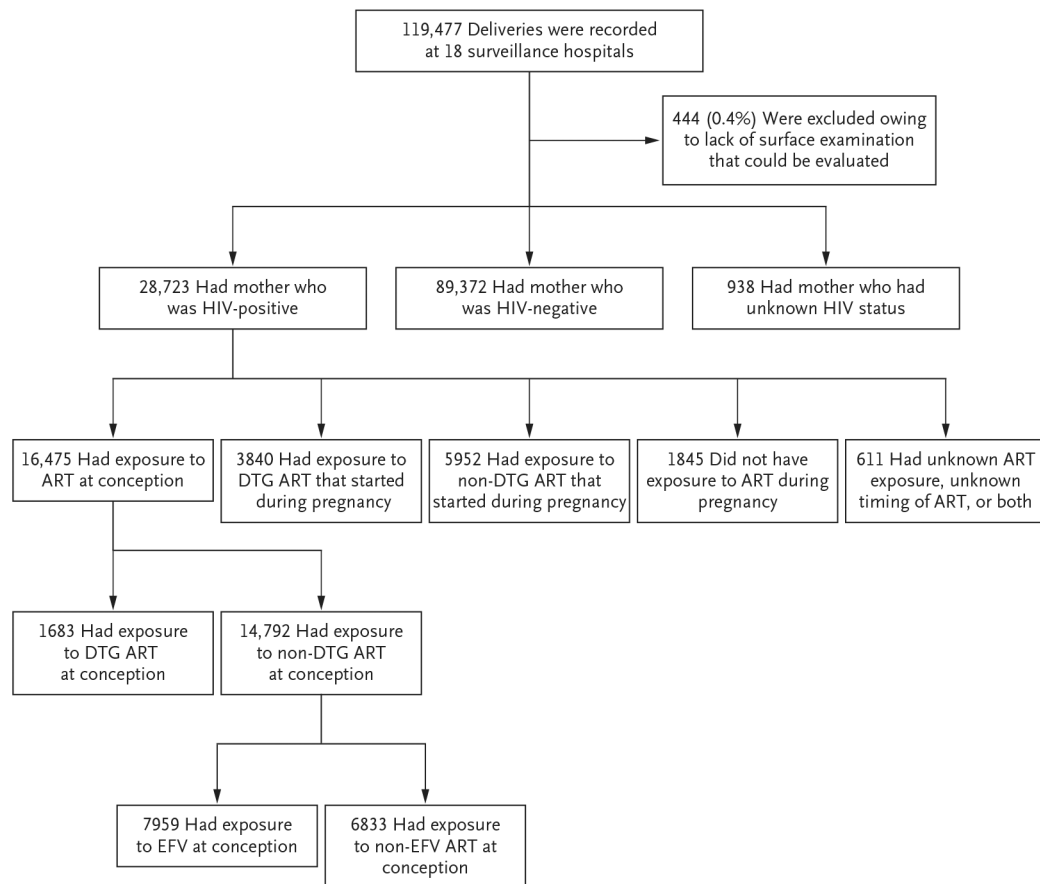 119,477 Deliveries were recorded
at 18 surveillance hospitals
444 (0.4%) Were excluded owing
to lack of surface examination
that could be evaluated
28,723 Had mother who
was HIV-positive
89,372 Had mother who
was HIV-negative
938 Had mother who had
unknown HIV status
16,475 Had exposure to
ART at conception
3840 Had exposure to
DTG ART that started
during pregnancy
5952 Had exposure to
non-DTG ART that
started during pregnancy
1845 Did not have
exposure to ART during
pregnancy
611 Had unknown ART
exposure, unknown
timing of ART, or both
1683 Had exposure
to DTG ART
at conception
14,792 Had exposure
to non-DTG ART
at conception
7959 Had exposure
to EFV at conception
6833 Had exposure
to non-EFV ART at
conception